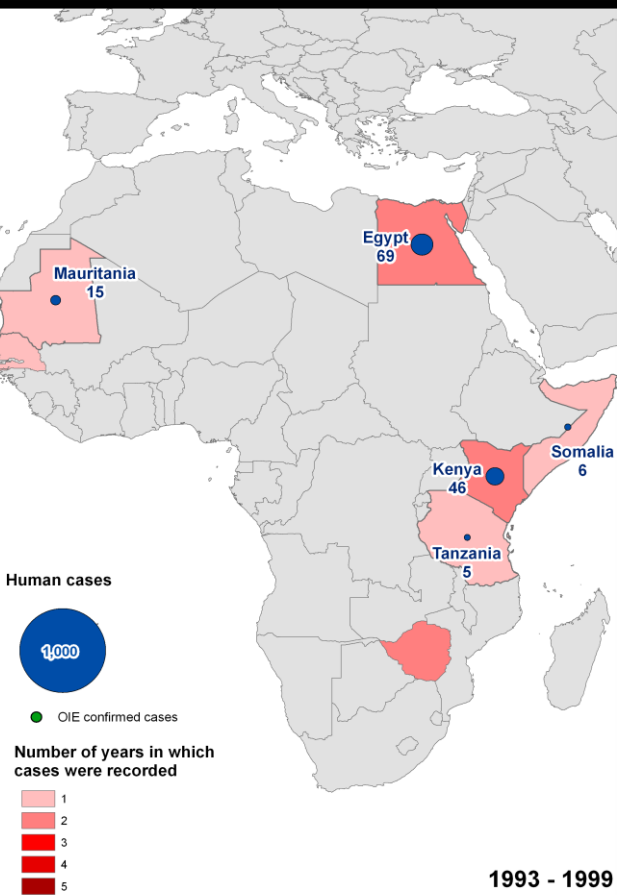 Egypt
69
Mauritania
15
Somalia
6
Kenya
46
Tanzania
5
Human cases
1,000
OIE confirmed cases
Number of years in which
cases were recorded
1
2
3
4
5
1993 - 1999